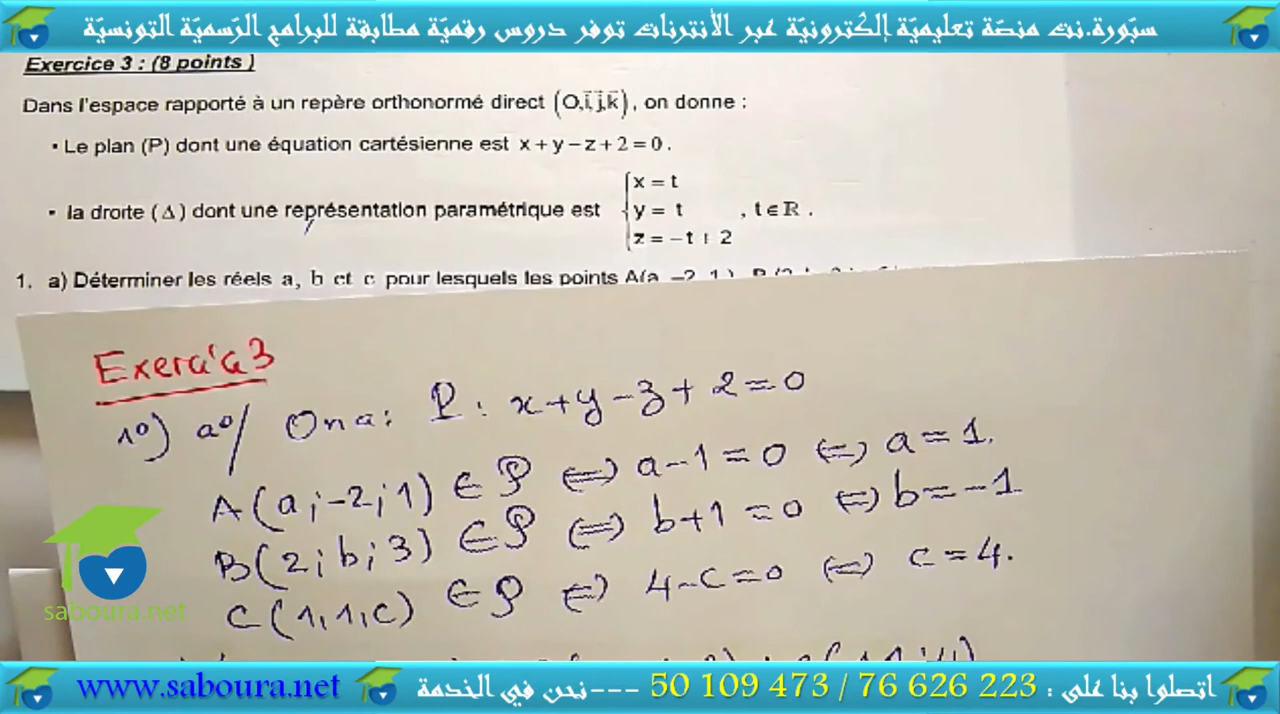 سبّورة.نت منصّة تعليميّة إلكترونيّة عبر الأنترنات توفر دروس رقميّة مطابقة للبرامج الرّسميّة التونسيّة
Exercice 3 : (8 points )
Dans l'espace rapporté à un repère orthonormé direct (O,i⃗,j⃗,k⃗), on donne :
• Le plan (P) dont une équation cartésienne est x + y − z + 2 = 0 .
x = t
• la droite (Δ) dont une représentation paramétrique est y = t , t ∈ ℝ .
z = −t + 2
1. a) Déterminer les réels a, b et c pour lesquels les points A(a
Exercice 3
1°) a°/ On a : P : x + y − z + 2 = 0
A(a ; −2 ; 1) ∈ P ⟺ a − 1 = 0 ⟺ a = 1.
B(2 ; b ; 3) ∈ P ⟺ b + 1 = 0 ⟺ b = −1
C(1, 1, c) ∈ P ⟺ 4 − c = 0 ⟺ c = 4.
saboura.net
www.saboura.net اتصلوا بنا على : 223 626 76 / 473 109 50 ---نحن في الخدمة